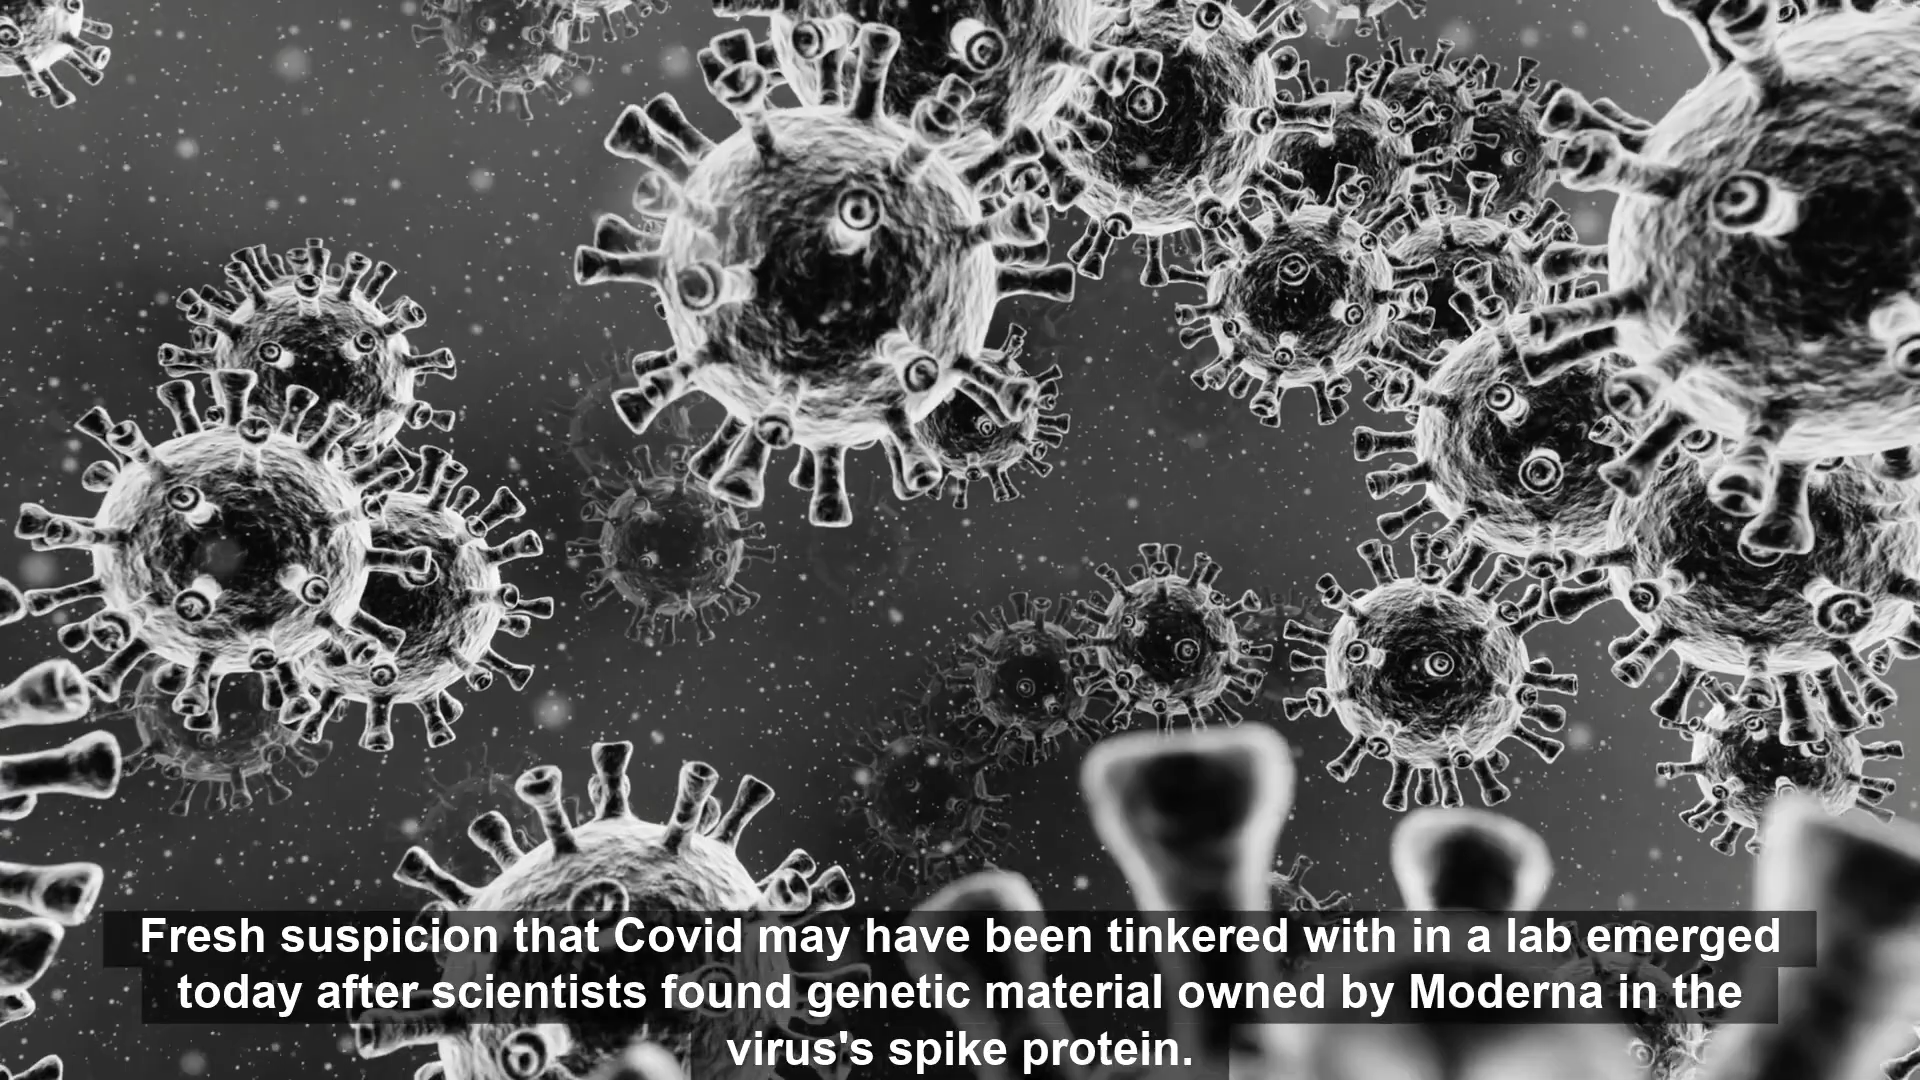 Fresh suspicion that Covid may have been tinkered with in a lab emerged
today after scientists found genetic material owned by Moderna in the
virus's spike protein.